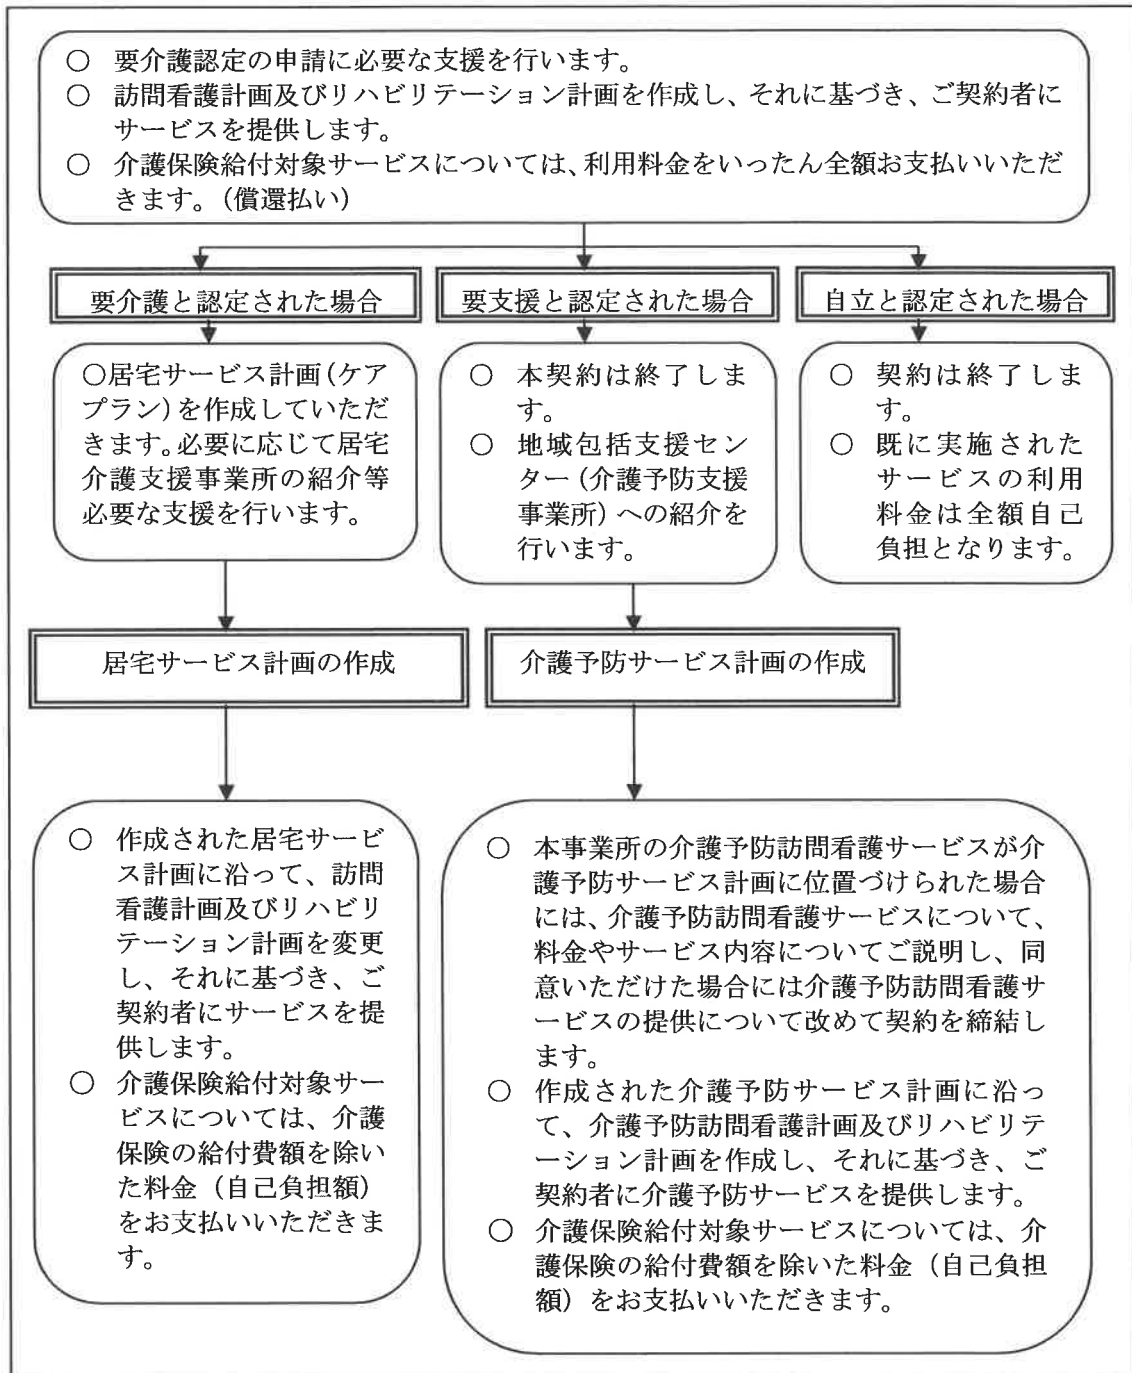 ○ 要介護認定の申請に必要な支援を行います。
○ 訪問看護計画及びリハビリテーション計画を作成し、それに基づき、ご契約者に
サービスを提供します。
○ 介護保険給付対象サービスについては、利用料金をいったん全額お支払いいただ
きます。（償還払い）
要介護と認定された場合
要支援と認定された場合
自立と認定された場合
○居宅サービス計画（ケア
プラン）を作成していただ
きます。必要に応じて居宅
介護支援事業所の紹介等
必要な支援を行います。
○ 本契約は終了しま
す。
○ 地域包括支援セン
ター（介護予防支援
事業所）への紹介を
行います。
○ 契約は終了しま
す。
○ 既に実施された
サービスの利用
料金は全額自己
負担となります。
居宅サービス計画の作成
介護予防サービス計画の作成
○ 作成された居宅サービ
ス計画に沿って、訪問
看護計画及びリハビリ
テーション計画を変更
し、それに基づき、ご
契約者にサービスを提
供します。
○ 介護保険給付対象サー
ビスについては、介護
保険の給付費額を除い
た料金（自己負担額）
をお支払いいただきま
す。
○ 本事業所の介護予防訪問看護サービスが介
護予防サービス計画に位置づけられた場合
には、介護予防訪問看護サービスについて、
料金やサービス内容についてご説明し、同
意いただけた場合には介護予防訪問看護サ
ービスの提供について改めて契約を締結し
ます。
○ 作成された介護予防サービス計画に沿っ
て、介護予防訪問看護計画及びリハビリテ
ーション計画を作成し、それに基づき、ご
契約者に介護予防サービスを提供します。
○ 介護保険給付対象サービスについては、介
護保険の給付費額を除いた料金（自己負担
額）をお支払いいただきます。